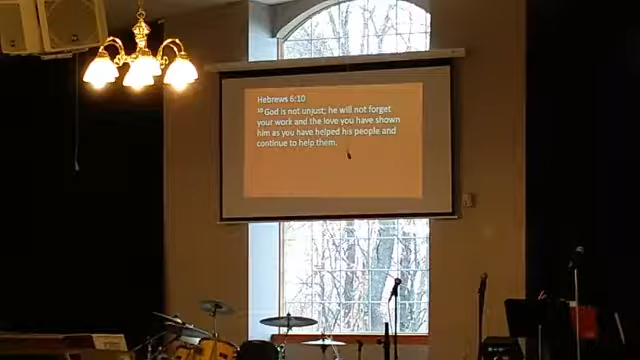 Hebrews 6:10
¹⁰ God is not unjust; he will not forget
your work and the love you have shown
him as you have helped his people and
continue to help them.